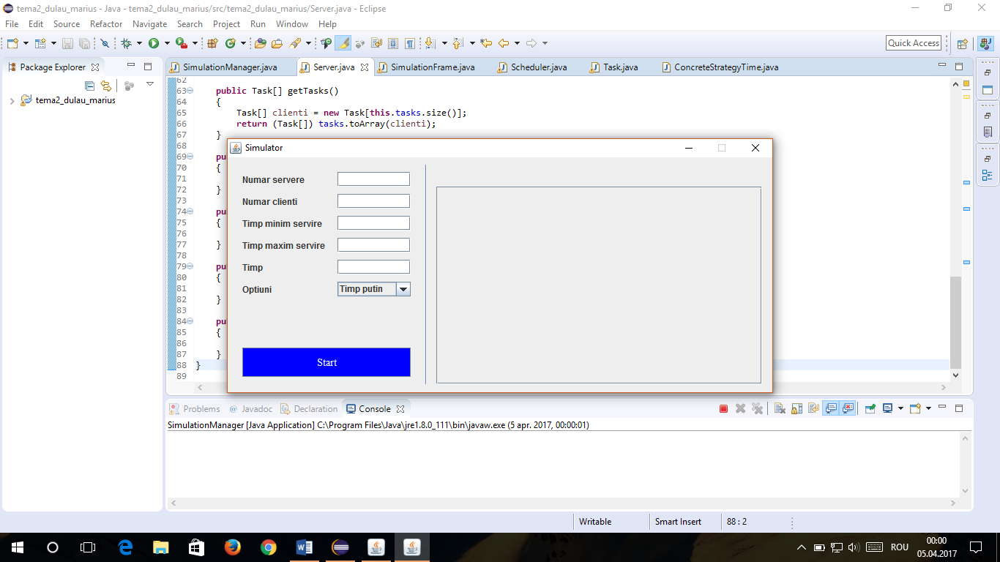 tema2_dulau_marius - Java - tema2_dulau_marius/src/tema2_dulau_marius/Server.java - Eclipse
File Edit Source Refactor Navigate Search Project Run Window Help
Quick Access
Package Explorer
tema2_dulau_marius
SimulationManager.java Server.java SimulationFrame.java Scheduler.java Task.java ConcreteStrategyTime.java
62
63 public Task[] getTasks()
64 {
65 Task[] clienti = new Task[this.tasks.size()];
66 return (Task[]) tasks.toArray(clienti);
67 }
68
69 pu
70 {
71
72 }
73
74 pu
75 {
76
77 }
78
79 pu
80 {
81
82 }
83
84 pu
85 {
86
87 }
88 }
89
Simulator
Numar servere
Numar clienti
Timp minim servire
Timp maxim servire
Timp
Optiuni Timp putin
Start
Problems @ Javadoc Declaration Console
SimulationManager [Java Application] C:\Program Files\Java\jre1.8.0_111\bin\javaw.exe (5 apr. 2017, 00:00:01)
Writable Smart Insert 88 : 2
ROU
00:00
05.04.2017